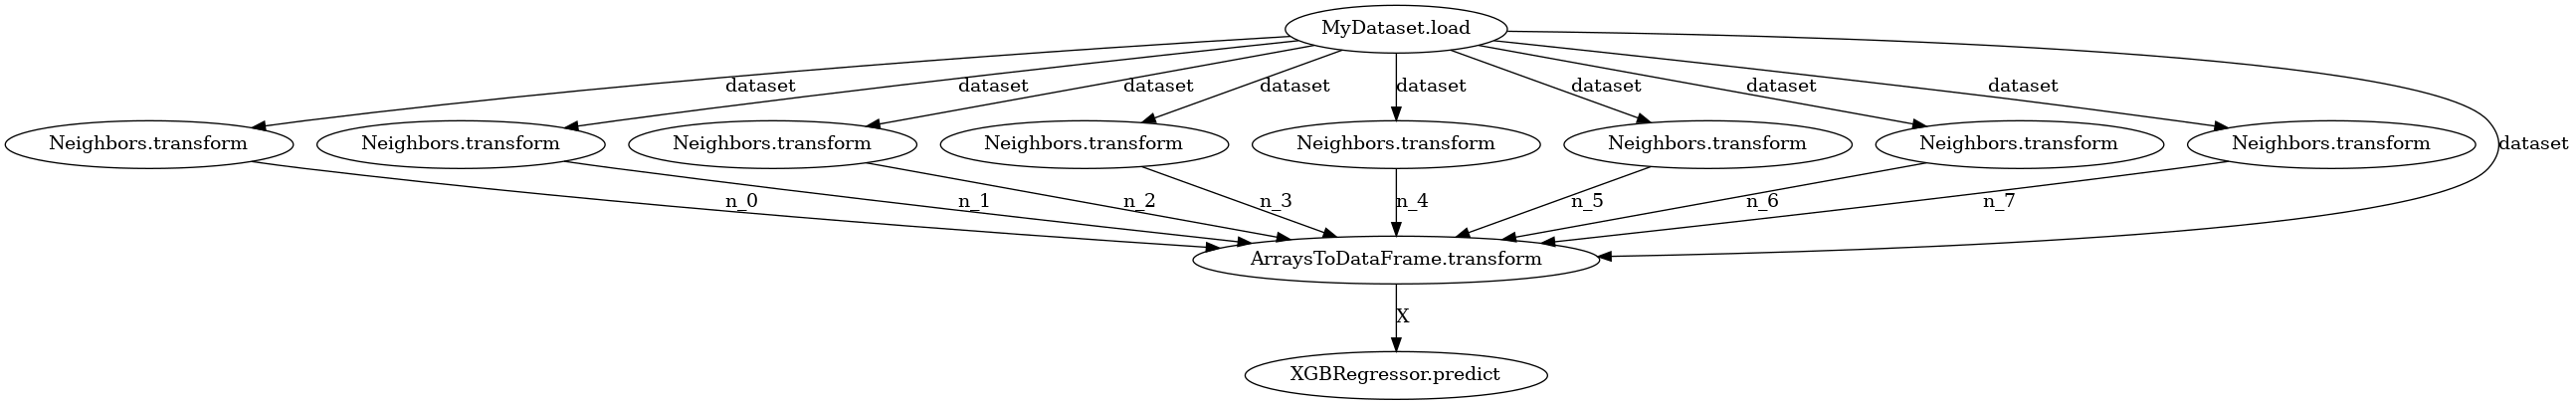 MyDataset.load
dataset dataset dataset dataset dataset dataset dataset dataset
Neighbors.transform Neighbors.transform Neighbors.transform Neighbors.transform Neighbors.transform Neighbors.transform Neighbors.transform Neighbors.transform dataset
n_0 n_1 n_2 n_3 n_4 n_5 n_6 n_7
ArraysToDataFrame.transform
X
XGBRegressor.predict